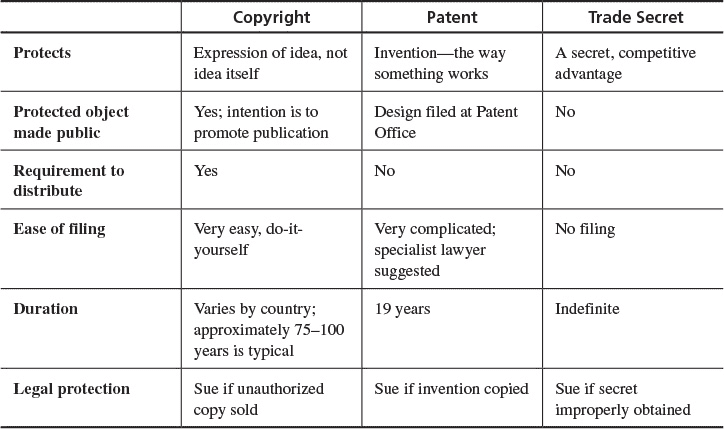 Copyright Patent Trade Secret
Protects Expression of idea, not Invention—the way A secret, competitive
idea itself something works advantage
Protected object Yes; intention is to Design filed at Patent No
made public promote publication Office
Requirement to Yes No No
distribute
Ease of filing Very easy, do-it- Very complicated; No filing
yourself specialist lawyer
suggested
Duration Varies by country; 19 years Indefinite
approximately 75–100
years is typical
Legal protection Sue if unauthorized Sue if invention copied Sue if secret
copy sold improperly obtained